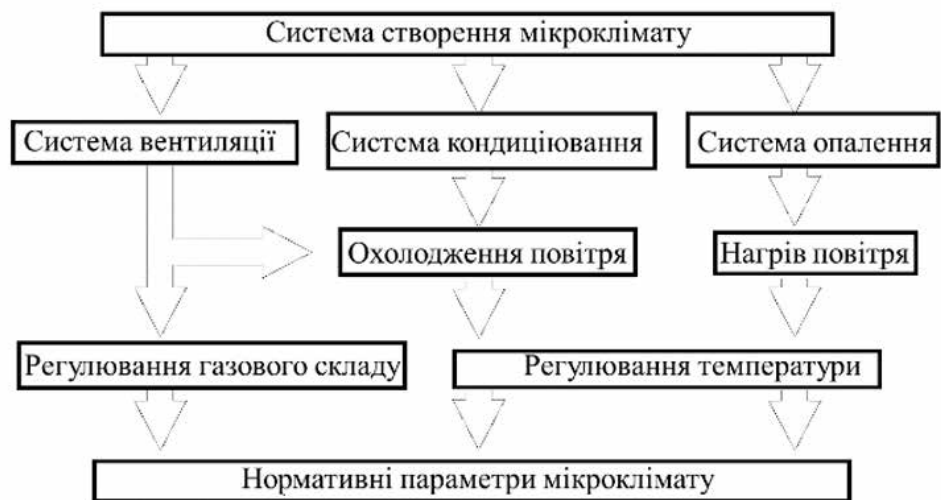 Система створення мікроклімату
Система вентиляції
Система кондиціювання
Система опалення
Охолодження повітря
Нагрів повітря
Регулювання газового складу
Регулювання температури
Нормативні параметри мікроклімату